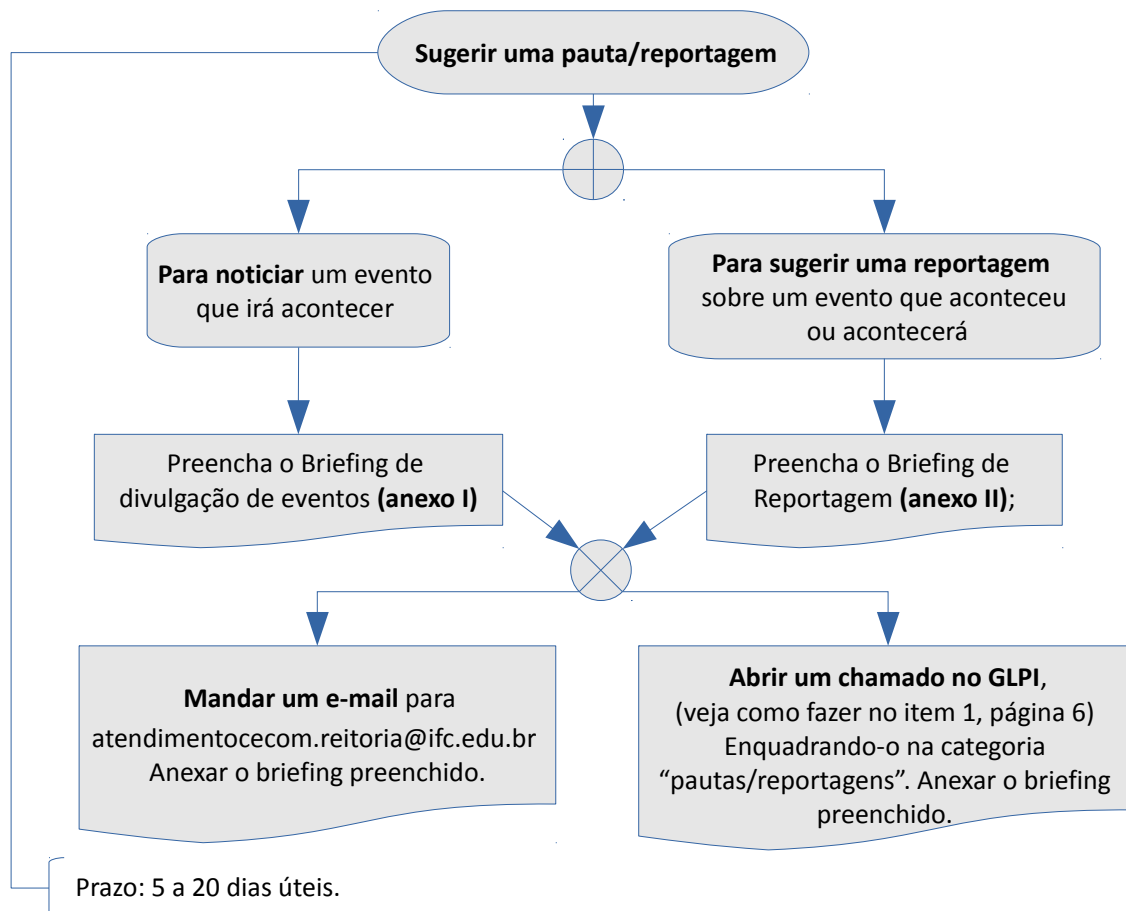 Sugerir uma pauta/reportagem
Para noticiar um evento
que irá acontecer
Para sugerir uma reportagem
sobre um evento que aconteceu
ou acontecerá
Preencha o Briefing de
divulgação de eventos (anexo I)
Preencha o Briefing de
Reportagem (anexo II);
Mandar um e-mail para
atendimentocecom.reitoria@ifc.edu.br
Anexar o briefing preenchido.
Abrir um chamado no GLPI,
(veja como fazer no item 1, página 6)
Enquadrando-o na categoria
“pautas/reportagens”. Anexar o briefing
preenchido.
Prazo: 5 a 20 dias úteis.